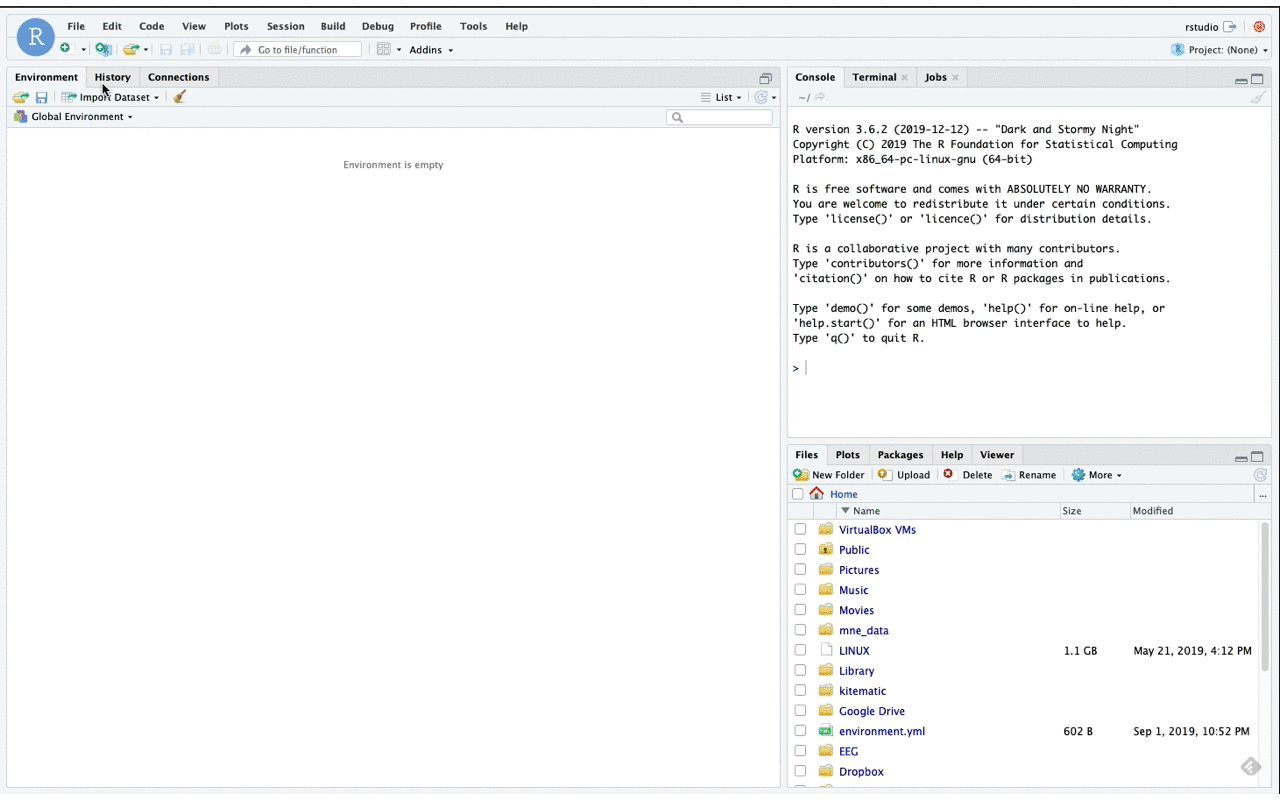 R
File Edit Code View Plots Session Build Debug Profile Tools Help
rstudio
Go to file/function
Addins
Project: (None)
Environment History Connections
Import Dataset
List
Global Environment
Environment is empty
Console Terminal Jobs
~/
R version 3.6.2 (2019-12-12) -- "Dark and Stormy Night"
Copyright (C) 2019 The R Foundation for Statistical Computing
Platform: x86_64-pc-linux-gnu (64-bit)
R is free software and comes with ABSOLUTELY NO WARRANTY.
You are welcome to redistribute it under certain conditions.
Type 'license()' or 'licence()' for distribution details.
R is a collaborative project with many contributors.
Type 'contributors()' for more information and
'citation()' on how to cite R or R packages in publications.
Type 'demo()' for some demos, 'help()' for on-line help, or
'help.start()' for an HTML browser interface to help.
Type 'q()' to quit R.
>
Files Plots Packages Help Viewer
New Folder Upload Delete Rename More
Home ...
Name Size Modified
VirtualBox VMs
Public
Pictures
Music
Movies
mne_data
LINUX 1.1 GB May 21, 2019, 4:12 PM
Library
kitematic
Google Drive
environment.yml 602 B Sep 1, 2019, 10:52 PM
EEG
Dropbox